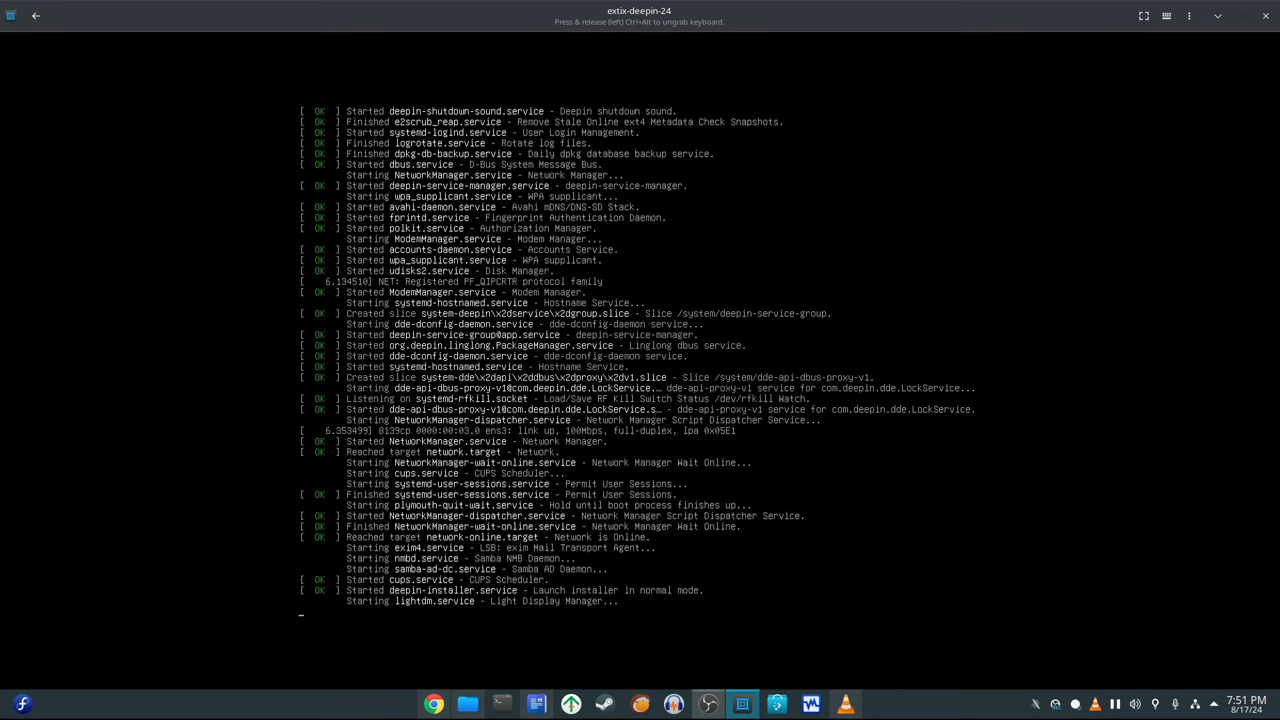 extix-deepin-24
Press & release (left) Ctrl+Alt to ungrab keyboard.
[ OK ] Started deepin-shutdown-sound.service - Deepin shutdown sound.
[ OK ] Finished e2scrub_reap.service - Remove Stale Online ext4 Metadata Check Snapshots.
[ OK ] Started systemd-logind.service - User Login Management.
[ OK ] Finished logrotate.service - Rotate log files.
[ OK ] Finished dpkg-db-backup.service - Daily dpkg database backup service.
[ OK ] Started dbus.service - D-Bus System Message Bus.
Starting NetworkManager.service - Network Manager...
[ OK ] Started deepin-service-manager.service - deepin-service-manager.
Starting wpa_supplicant.service - WPA supplicant...
[ OK ] Started avahi-daemon.service - Avahi mDNS/DNS-SD Stack.
[ OK ] Started fprintd.service - Fingerprint Authentication Daemon.
[ OK ] Started polkit.service - Authorization Manager.
Starting ModemManager.service - Modem Manager...
[ OK ] Started accounts-daemon.service - Accounts Service.
[ OK ] Started wpa_supplicant.service - WPA supplicant.
[ OK ] Started udisks2.service - Disk Manager.
[ 6.134510] NET: Registered PF_QIPCRTR protocol family
[ OK ] Started ModemManager.service - Modem Manager.
Starting systemd-hostnamed.service - Hostname Service...
[ OK ] Created slice system-deepin\x2dservice\x2dgroup.slice - Slice /system/deepin-service-group.
Starting dde-dconfig-daemon.service - dde-dconfig-daemon service...
[ OK ] Started deepin-service-group@app.service - deepin-service-manager.
[ OK ] Started org.deepin.linglong.PackageManager.service - Linglong dbus service.
[ OK ] Started dde-dconfig-daemon.service - dde-dconfig-daemon service.
[ OK ] Started systemd-hostnamed.service - Hostname Service.
[ OK ] Created slice system-dde\x2dapi\x2ddbus\x2dproxy\x2dv1.slice - Slice /system/dde-api-dbus-proxy-v1.
Starting dde-api-dbus-proxy-v1@com.deepin.dde.LockService.… dde-api-proxy-v1 service for com.deepin.dde.LockService...
[ OK ] Listening on systemd-rfkill.socket - Load/Save RF Kill Switch Status /dev/rfkill Watch.
[ OK ] Started dde-api-dbus-proxy-v1@com.deepin.dde.LockService.s… - dde-api-proxy-v1 service for com.deepin.dde.LockService.
Starting NetworkManager-dispatcher.service - Network Manager Script Dispatcher Service...
[ 6.353499] 8139cp 0000:00:03.0 ens3: link up, 100Mbps, full-duplex, lpa 0x05E1
[ OK ] Started NetworkManager.service - Network Manager.
[ OK ] Reached target network.target - Network.
Starting NetworkManager-wait-online.service - Network Manager Wait Online...
Starting cups.service - CUPS Scheduler...
Starting systemd-user-sessions.service - Permit User Sessions...
[ OK ] Finished systemd-user-sessions.service - Permit User Sessions.
Starting plymouth-quit-wait.service - Hold until boot process finishes up...
[ OK ] Started NetworkManager-dispatcher.service - Network Manager Script Dispatcher Service.
[ OK ] Finished NetworkManager-wait-online.service - Network Manager Wait Online.
[ OK ] Reached target network-online.target - Network is Online.
Starting exim4.service - LSB: exim Mail Transport Agent...
Starting nmbd.service - Samba NMB Daemon...
Starting samba-ad-dc.service - Samba AD Daemon...
[ OK ] Started cups.service - CUPS Scheduler.
[ OK ] Started deepin-installer.service - Launch installer in normal mode.
Starting lightdm.service - Light Display Manager...
7:51 PM
8/17/24